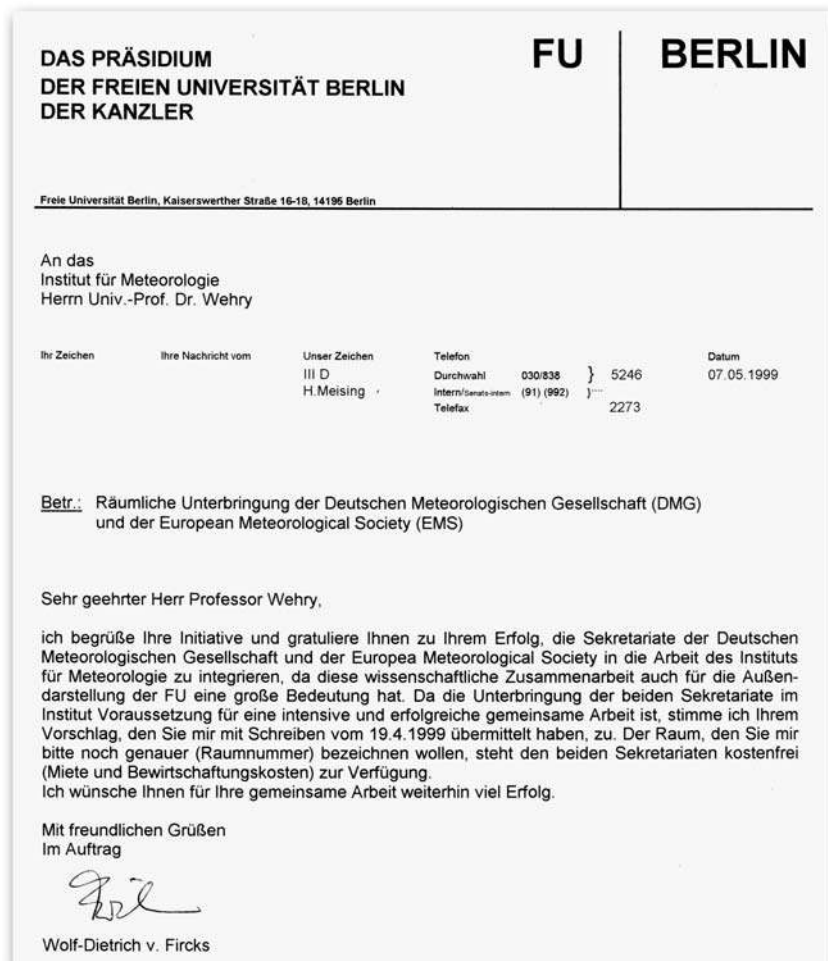 DAS PRÄSIDIUM
DER FREIEN UNIVERSITÄT BERLIN
DER KANZLER
FU BERLIN
Freie Universität Berlin, Kaiserswerther Straße 16-18, 14195 Berlin
An das
Institut für Meteorologie
Herrn Univ.-Prof. Dr. Wehry
Ihr Zeichen Ihre Nachricht vom Unser Zeichen Telefon Datum
III D Durchwahl 030/838 } 5246 07.05.1999
H.Meising Intern/Senats-intern (91) (992) }
Telefax 2273
Betr.: Räumliche Unterbringung der Deutschen Meteorologischen Gesellschaft (DMG)
und der European Meteorological Society (EMS)
Sehr geehrter Herr Professor Wehry,
ich begrüße Ihre Initiative und gratuliere Ihnen zu Ihrem Erfolg, die Sekretariate der Deutschen
Meteorologischen Gesellschaft und der Europea Meteorological Society in die Arbeit des Instituts
für Meteorologie zu integrieren, da diese wissenschaftliche Zusammenarbeit auch für die Außen-
darstellung der FU eine große Bedeutung hat. Da die Unterbringung der beiden Sekretariate im
Institut Voraussetzung für eine intensive und erfolgreiche gemeinsame Arbeit ist, stimme ich Ihrem
Vorschlag, den Sie mir mit Schreiben vom 19.4.1999 übermittelt haben, zu. Der Raum, den Sie mir
bitte noch genauer (Raumnummer) bezeichnen wollen, steht den beiden Sekretariaten kostenfrei
(Miete und Bewirtschaftungskosten) zur Verfügung.
Ich wünsche Ihnen für Ihre gemeinsame Arbeit weiterhin viel Erfolg.
Mit freundlichen Grüßen
Im Auftrag
Wolf-Dietrich v. Fircks